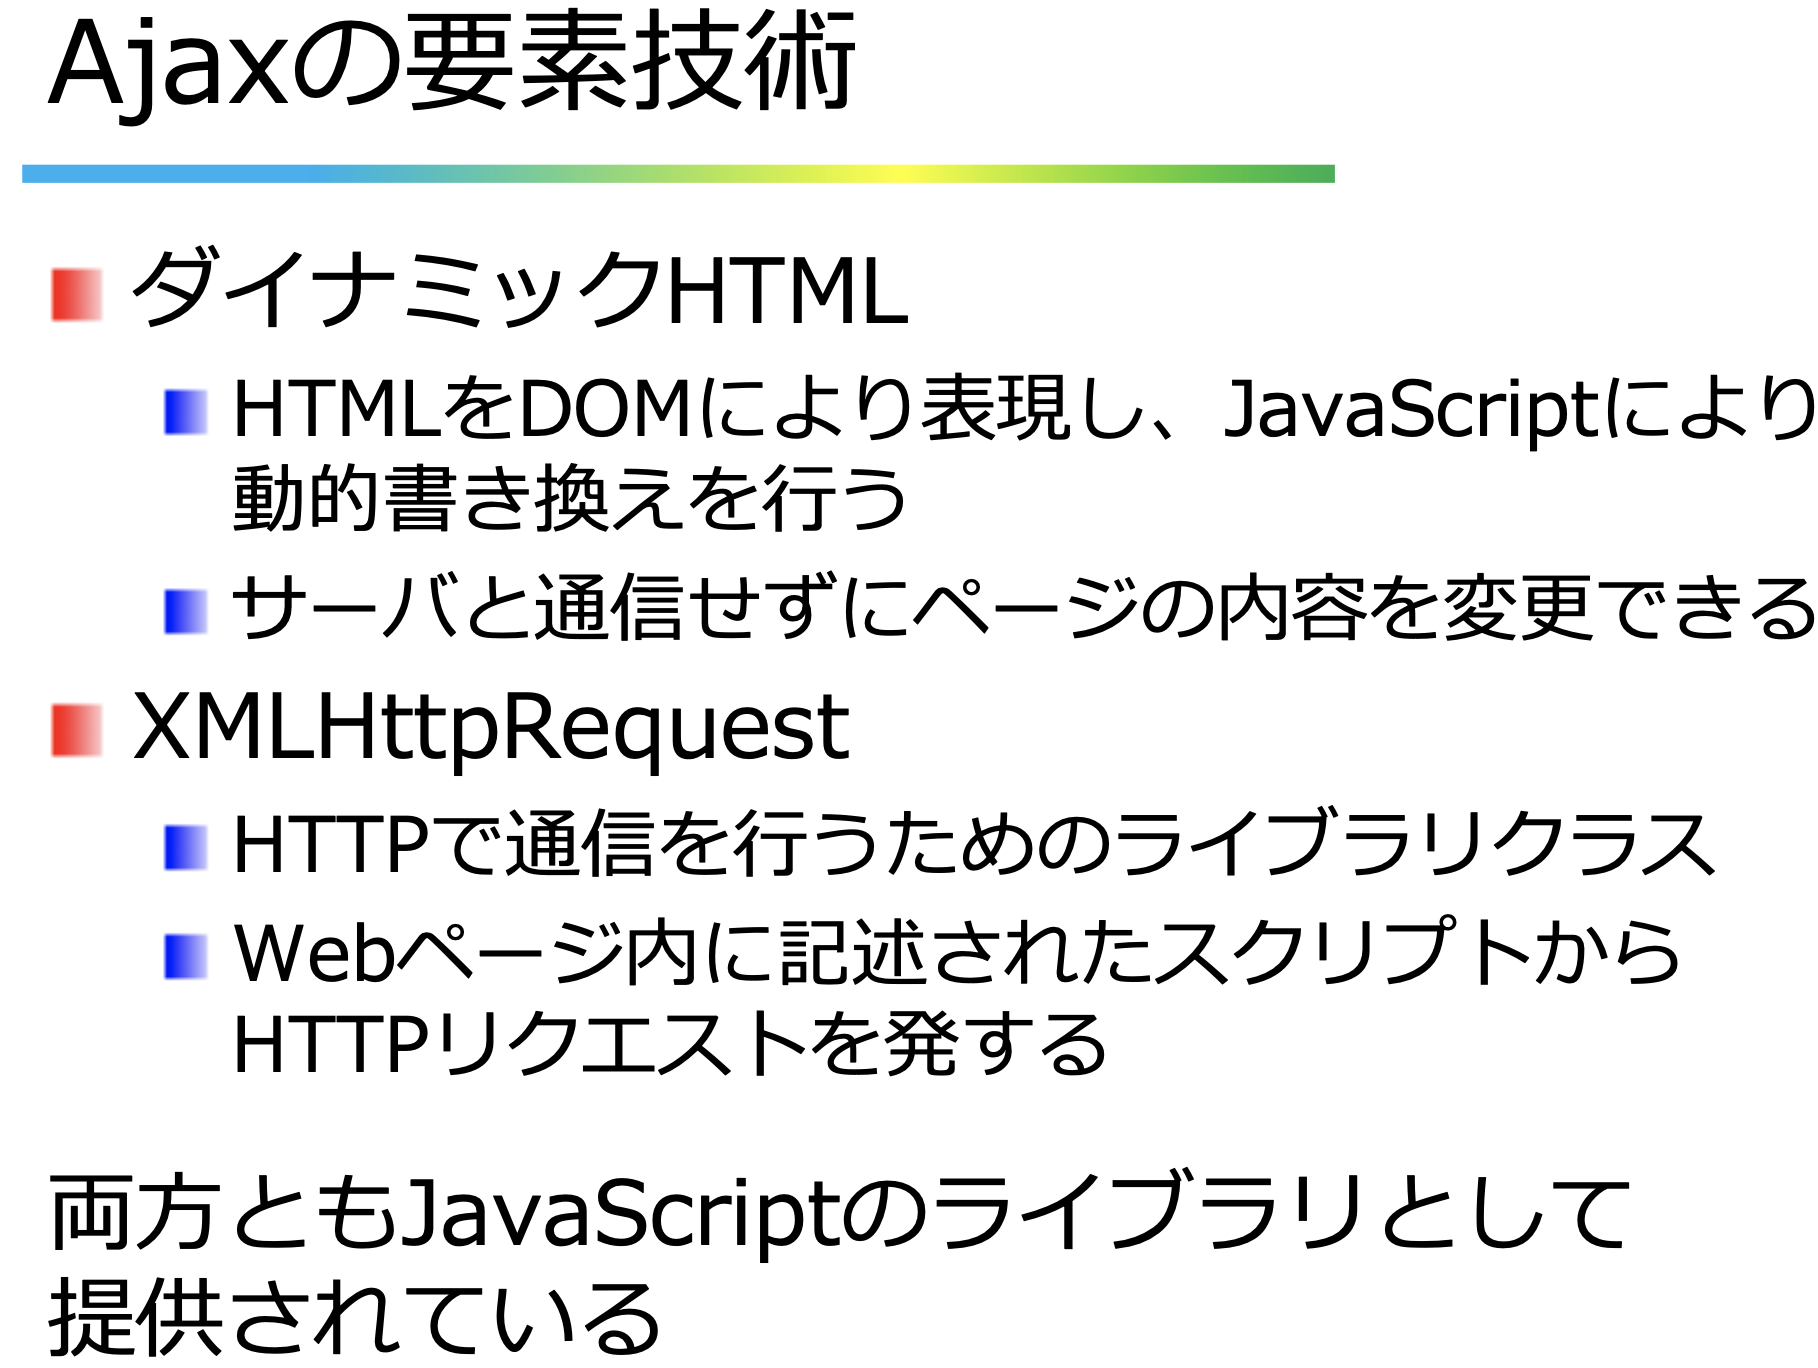 Ajaxの要素技術
ダイナミックHTML
HTMLをDOMにより表現し、JavaScriptにより
動的書き換えを行う
サーバと通信せずにページの内容を変更できる
XMLHttpRequest
HTTPで通信を行うためのライブラリクラス
Webページ内に記述されたスクリプトから
HTTPリクエストを発する
両方ともJavaScriptのライブラリとして
提供されている